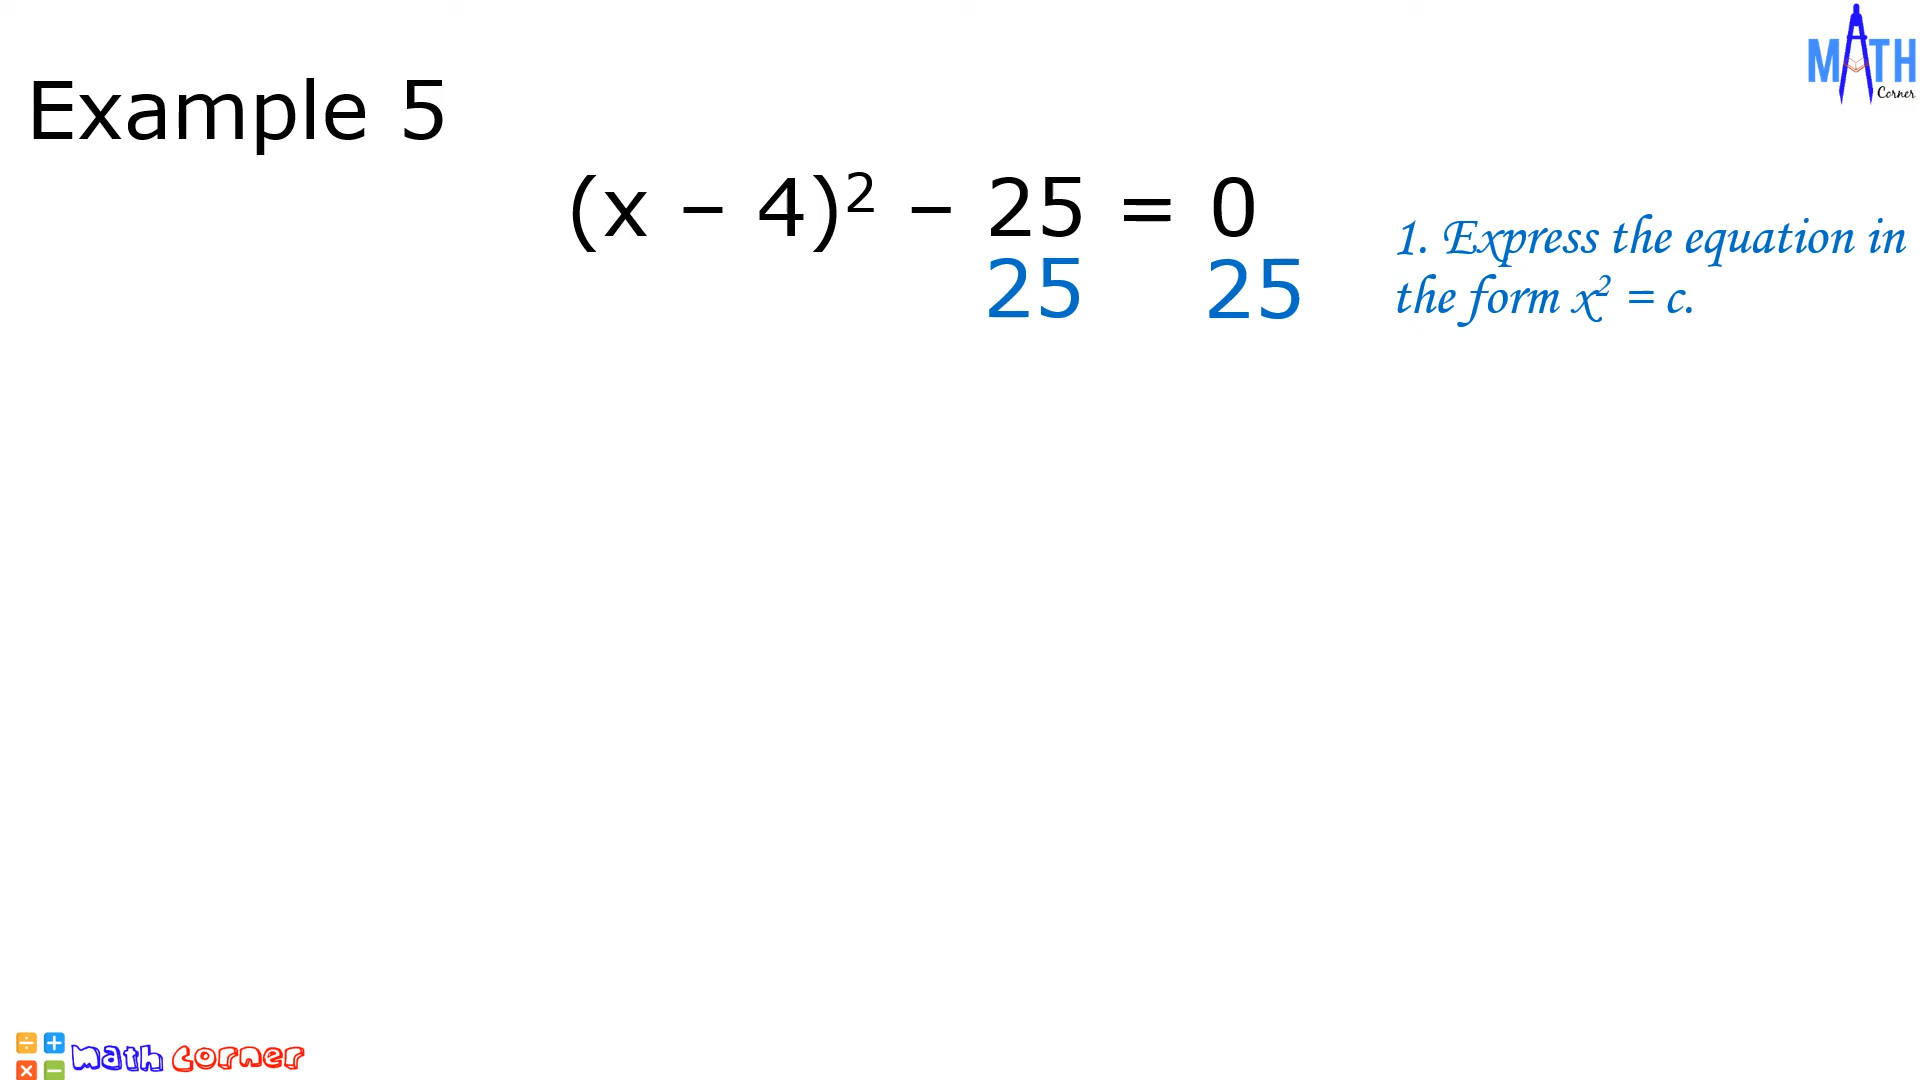 MATH
Corner
Example 5
(x – 4)² – 25 = 0
25 25
1. Express the equation in
the form x² = c.
÷ +
× −
math corner